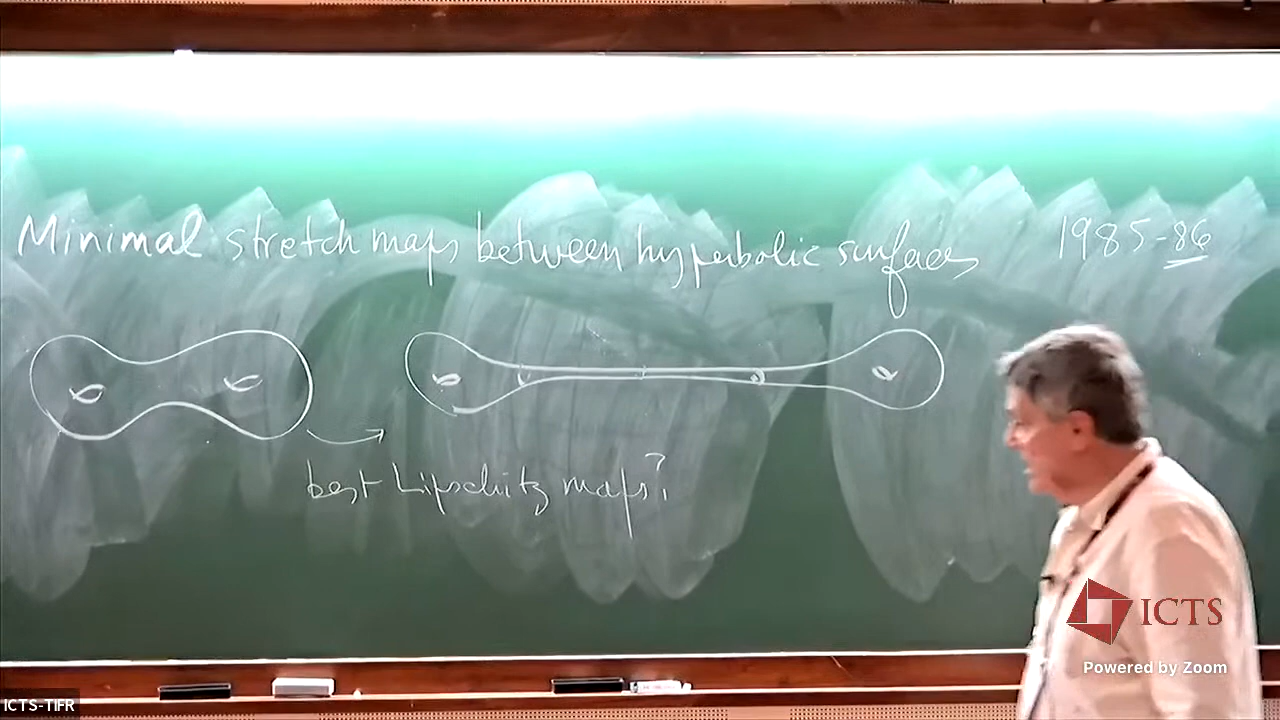 Minimal stretch maps between hyperbolic surfaces 1985-86
best Lipschitz maps?
ICTS
Powered by Zoom
ICTS-TIFR